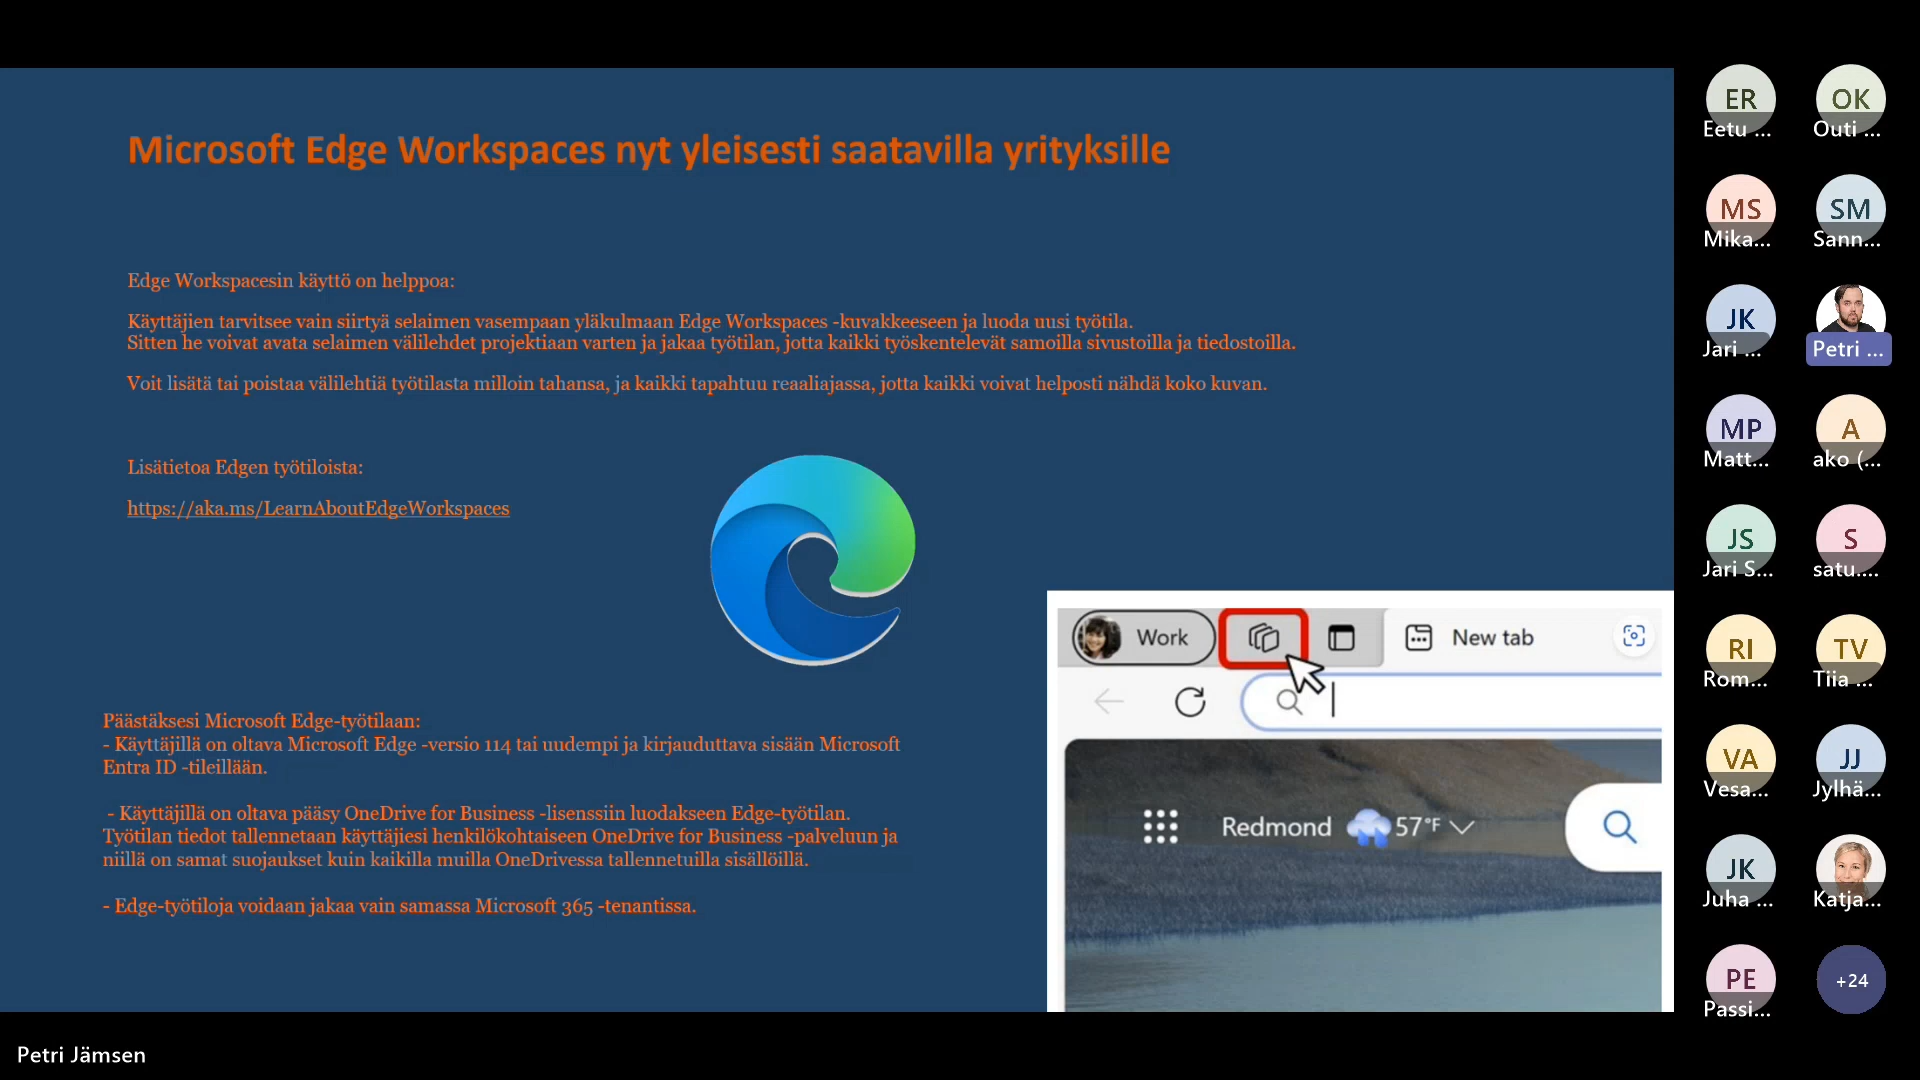 Microsoft Edge Workspaces nyt yleisesti saatavilla yrityksille
Edge Workspacesin käyttö on helppoa:
Käyttäjien tarvitsee vain siirtyä selaimen vasempaan yläkulmaan Edge Workspaces -kuvakkeeseen ja luoda uusi työtila.
Sitten he voivat avata selaimen välilehdet projektiaan varten ja jakaa työtilan, jotta kaikki työskentelevät samoilla sivustoilla ja tiedostoilla.
Voit lisätä tai poistaa välilehtiä työtilasta milloin tahansa, ja kaikki tapahtuu reaaliajassa, jotta kaikki voivat helposti nähdä koko kuvan.
Lisätietoa Edgen työtiloista:
https://aka.ms/LearnAboutEdgeWorkspaces
Päästäksesi Microsoft Edge-työtilaan:
- Käyttäjillä on oltava Microsoft Edge -versio 114 tai uudempi ja kirjauduttava sisään Microsoft
Entra ID -tileillään.
- Käyttäjillä on oltava pääsy OneDrive for Business -lisenssiin luodakseen Edge-työtilan.
Työtilan tiedot tallennetaan käyttäjiesi henkilökohtaiseen OneDrive for Business -palveluun ja
niillä on samat suojaukset kuin kaikilla muilla OneDrivessa tallennetuilla sisällöillä.
- Edge-työtiloja voidaan jakaa vain samassa Microsoft 365 -tenantissa.
Work
New tab
Redmond 57°F
ER
Eetu ...
OK
Outi ...
MS
Mika...
SM
Sann...
JK
Jari ...
Petri ...
MP
Matt...
A
ako (...
JS
Jari S...
S
satu....
RI
Rom...
TV
Tiia ...
VA
Vesa...
JJ
Jylhä...
JK
Juha ...
Katja...
PE
Passi...
+24
Petri Jämsen